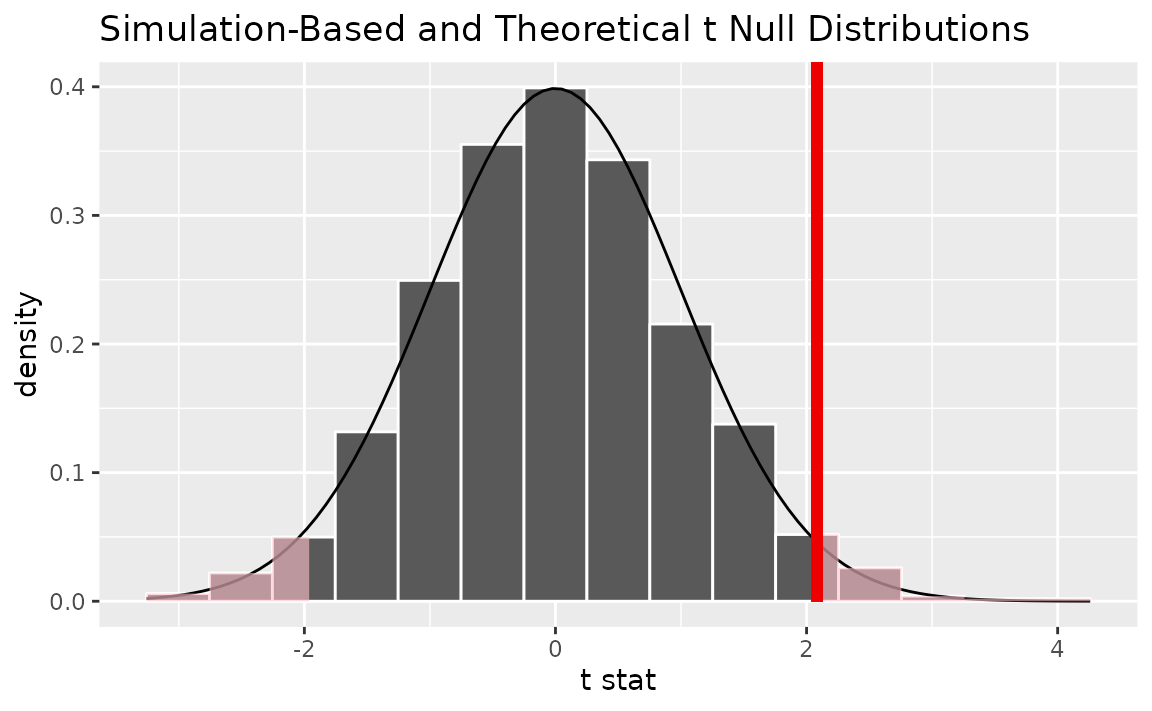 Simulation-Based and Theoretical t Null Distributions
0.4
0.3
0.2
0.1
0.0
density
-2 0 2 4
t stat